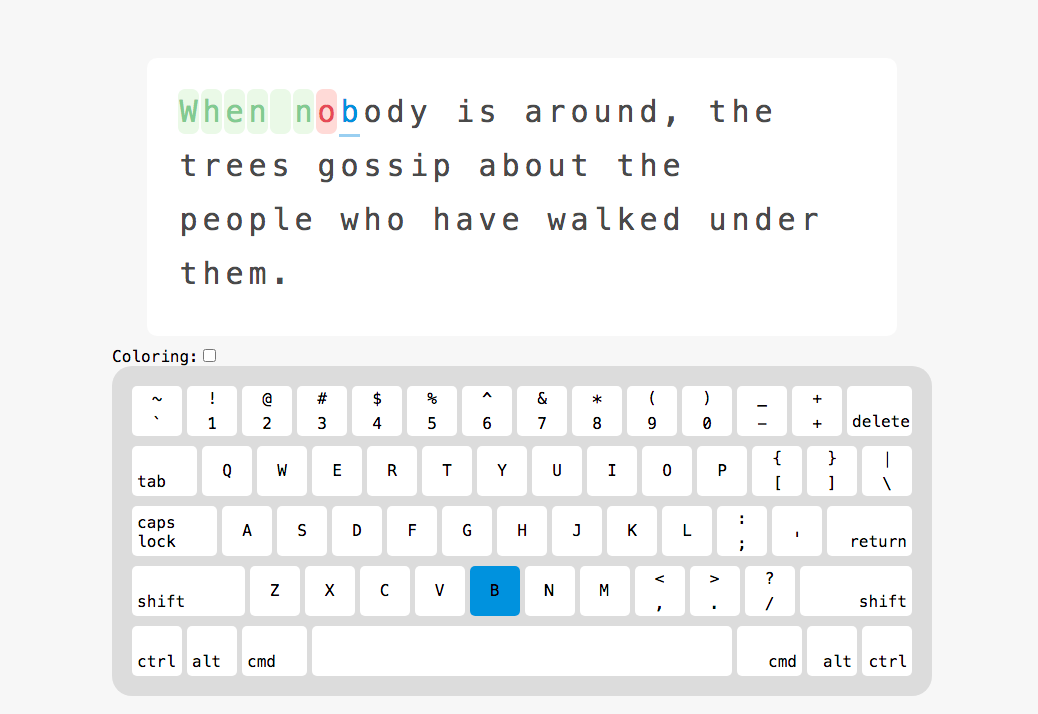 When nobody is around, the
trees gossip about the
people who have walked under
them.
Coloring:
~ ! @ # $ % ^ & * ( ) _ +
` 1 2 3 4 5 6 7 8 9 0 - + delete
tab Q W E R T Y U I O P { [ } ] | \
caps lock A S D F G H J K L : ; ' return
shift Z X C V B N M < , > . ? / shift
ctrl alt cmd cmd alt ctrl